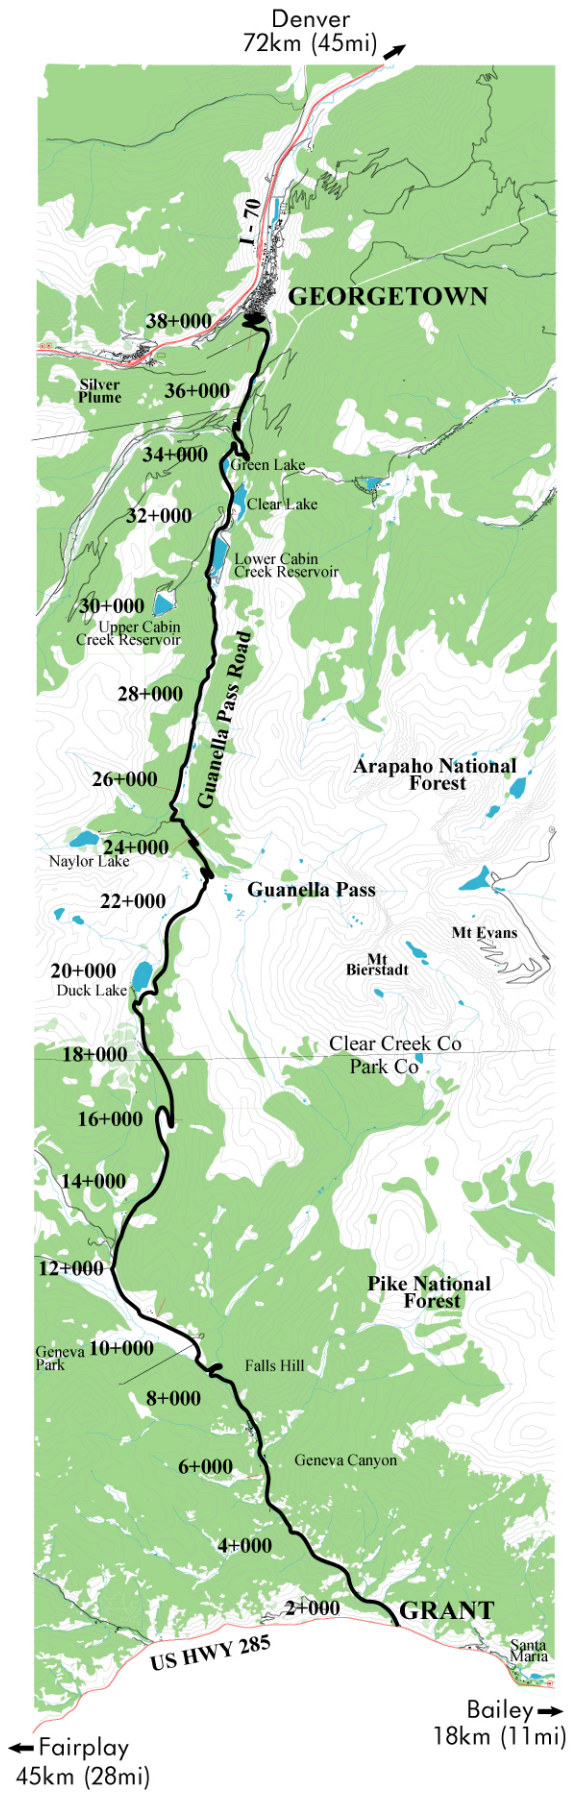 Denver
72km (45mi)
I - 70
GEORGETOWN
38+000
Silver
Plume
36+000
34+000
Green Lake
Clear Lake
32+000
Lower Cabin
Creek Reservoir
30+000
Upper Cabin
Creek Reservoir
Guanella Pass Road
28+000
Arapaho National
Forest
26+000
24+000
Naylor Lake
Guanella Pass
22+000
Mt Evans
Mt
Bierstadt
20+000
Duck Lake
Clear Creek Co
18+000
Park Co
16+000
14+000
12+000
Pike National
Forest
Geneva
Park
10+000
Falls Hill
8+000
Geneva Canyon
6+000
4+000
2+000
GRANT
US HWY 285
Santa
Maria
Bailey
18km (11mi)
Fairplay
45km (28mi)